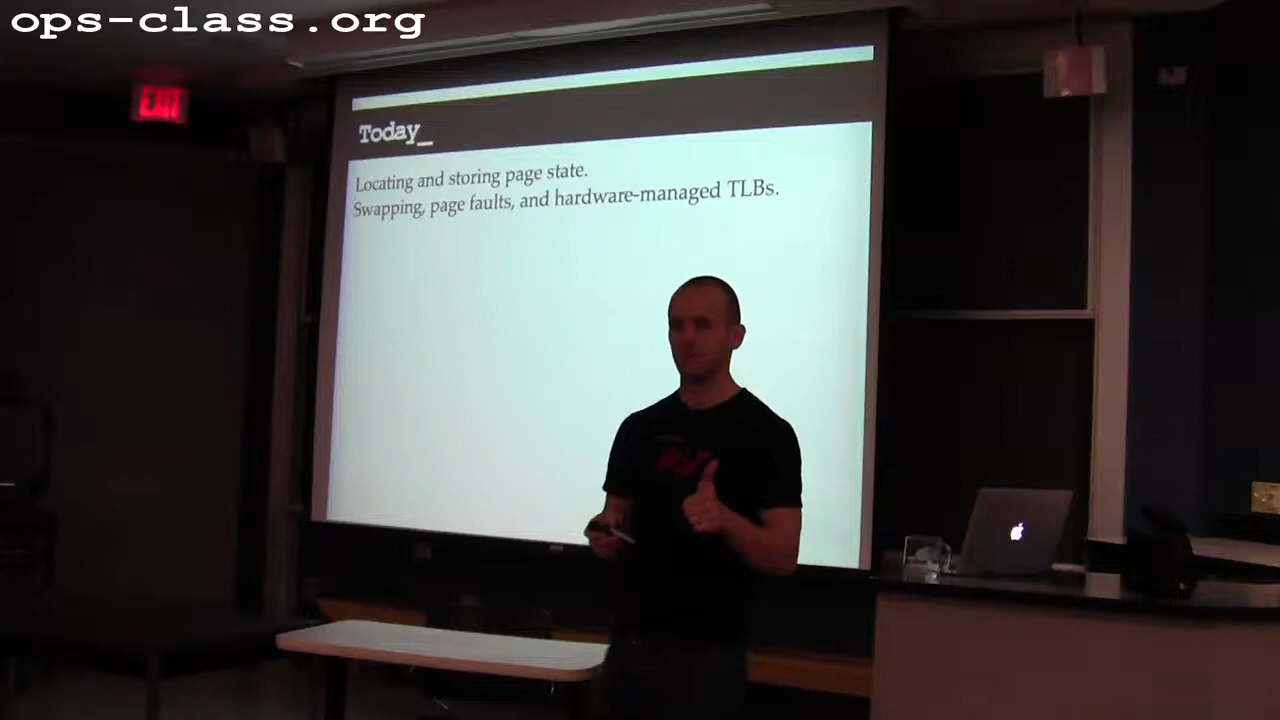 ops-class.org
EXIT
Today_
Locating and storing page state.
Swapping, page faults, and hardware-managed TLBs.